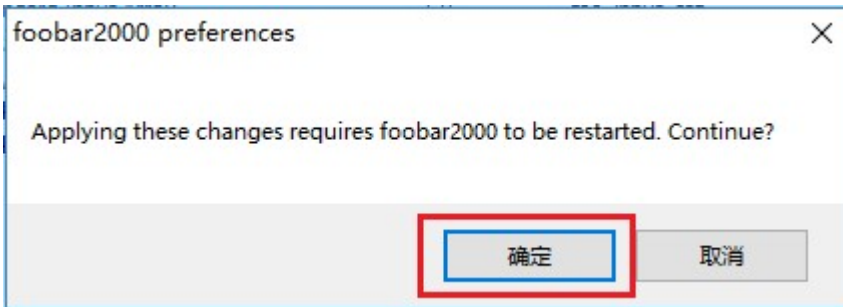 foobar2000 preferences
Applying these changes requires foobar2000 to be restarted. Continue?
确定 取消